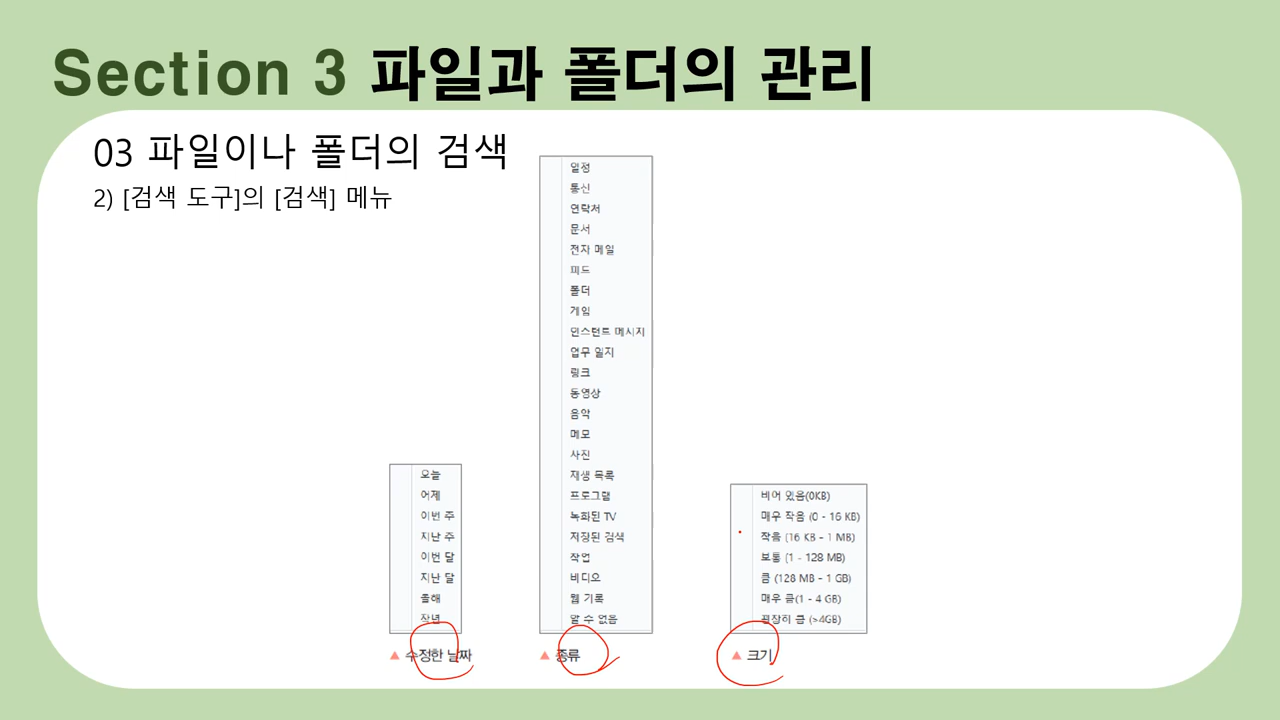 Section 3 파일과 폴더의 관리
03 파일이나 폴더의 검색
2) [검색 도구]의 [검색] 메뉴
오늘
어제
이번 주
지난 주
이번 달
지난 달
올해
작년
▲ 수정한 날짜
일정
통신
연락처
문서
전자 메일
피드
폴더
게임
인스턴트 메시지
업무 일지
링크
동영상
음악
메모
사진
재생 목록
프로그램
녹화된 TV
저장된 검색
작업
비디오
웹 기록
알 수 없음
▲ 종류
비어 있음(0KB)
매우 작음 (0 - 16 KB)
작음 (16 KB - 1 MB)
보통 (1 - 128 MB)
큼 (128 MB - 1 GB)
매우 큼(1 - 4 GB)
굉장히 큼 (>4GB)
▲ 크기